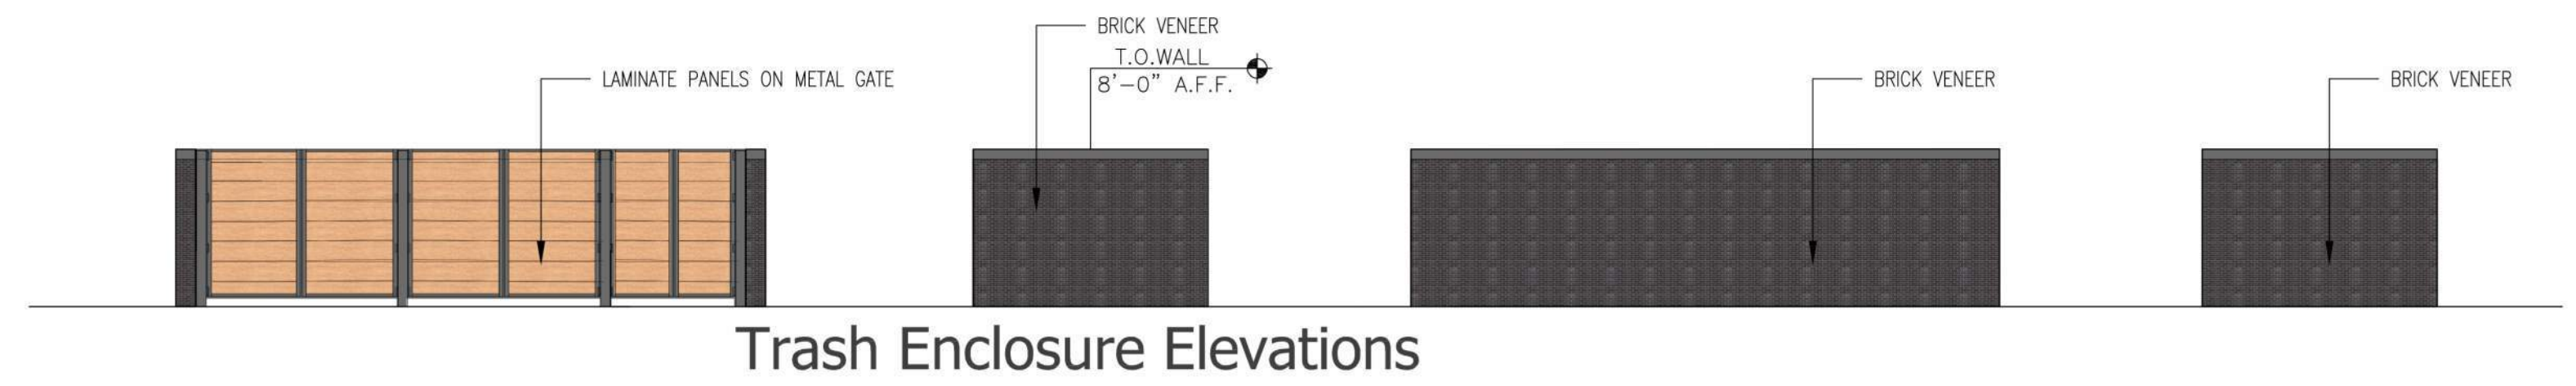 BRICK VENEER
T.O.WALL
8'-0" A.F.F.
LAMINATE PANELS ON METAL GATE
BRICK VENEER
BRICK VENEER
Trash Enclosure Elevations